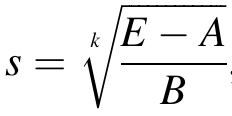 s = \sqrt[k]{\frac{E - A}{B}},